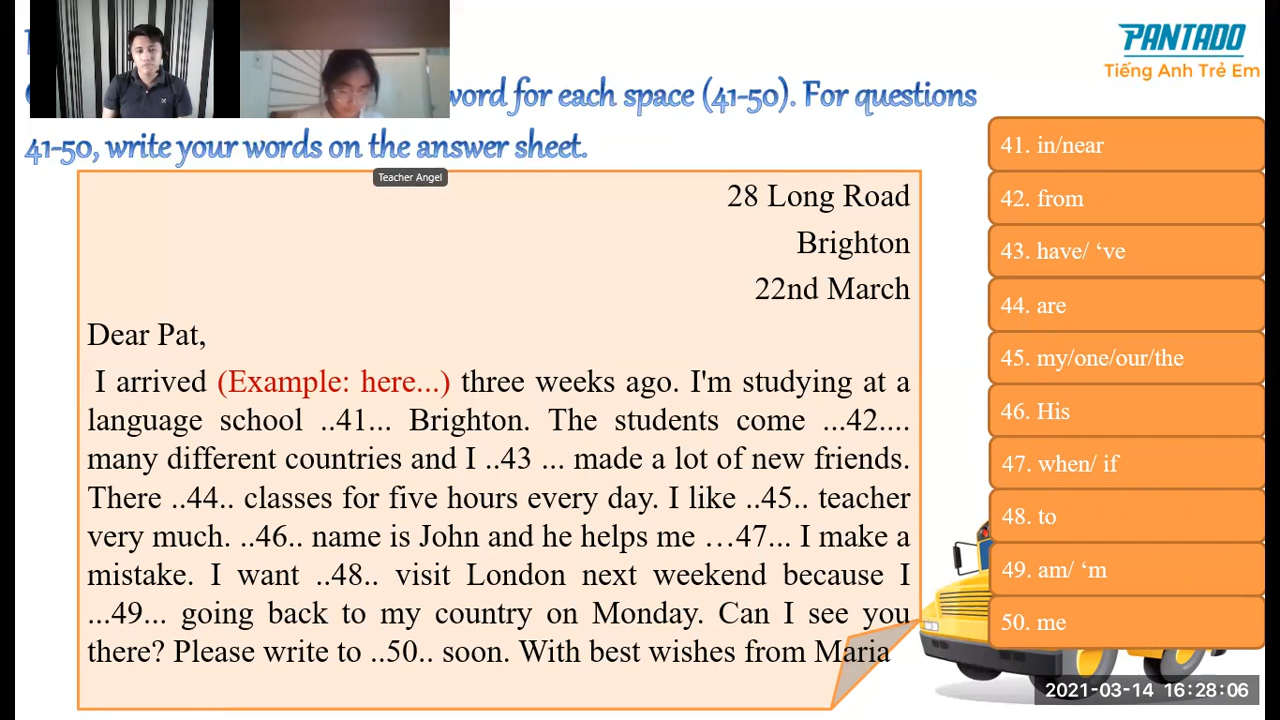 PANTADO
Tiếng Anh Trẻ Em
word for each space (41-50). For questions
41-50, write your words on the answer sheet.
Teacher Angel
28 Long Road
Brighton
22nd March
Dear Pat,
I arrived (Example: here...) three weeks ago. I'm studying at a
language school ..41... Brighton. The students come ...42....
many different countries and I ..43 ... made a lot of new friends.
There ..44.. classes for five hours every day. I like ..45.. teacher
very much. ..46.. name is John and he helps me …47... I make a
mistake. I want ..48.. visit London next weekend because I
...49... going back to my country on Monday. Can I see you
there? Please write to ..50.. soon. With best wishes from Maria
41. in/near
42. from
43. have/ ‘ve
44. are
45. my/one/our/the
46. His
47. when/ if
48. to
49. am/ ‘m
50. me
2021-03-14 16:28:06